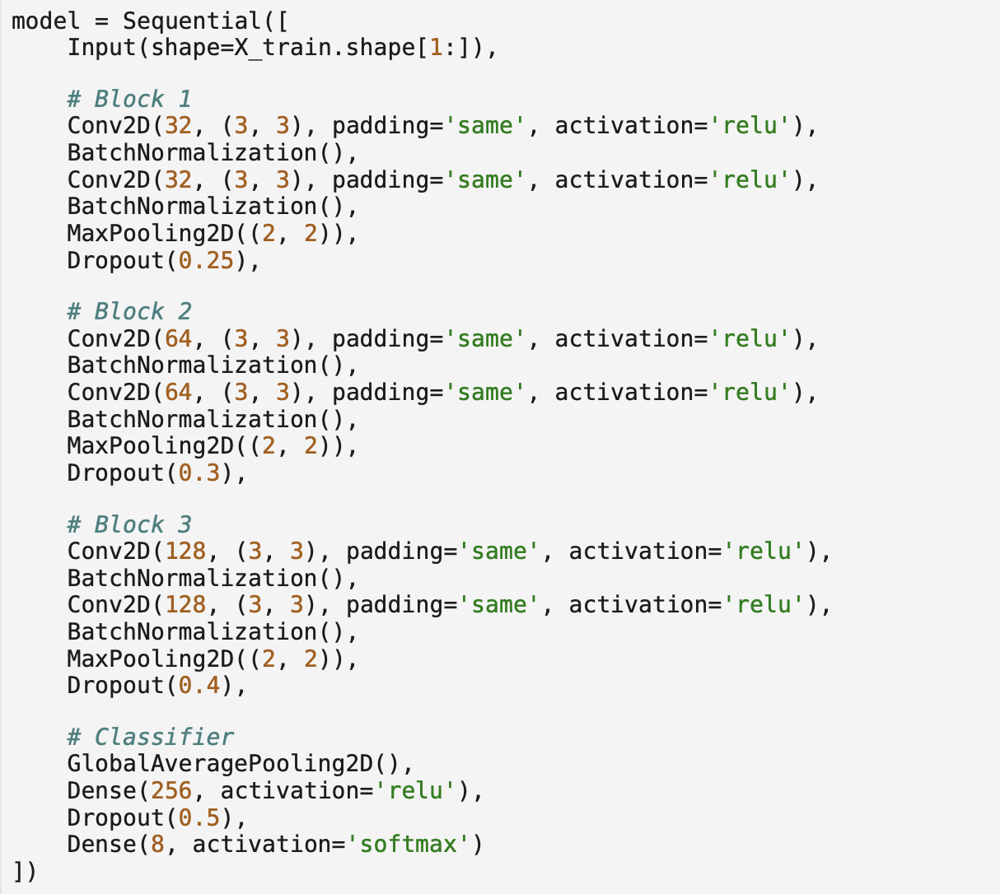 model = Sequential([
    Input(shape=X_train.shape[1:]),

    # Block 1
    Conv2D(32, (3, 3), padding='same', activation='relu'),
    BatchNormalization(),
    Conv2D(32, (3, 3), padding='same', activation='relu'),
    BatchNormalization(),
    MaxPooling2D((2, 2)),
    Dropout(0.25),

    # Block 2
    Conv2D(64, (3, 3), padding='same', activation='relu'),
    BatchNormalization(),
    Conv2D(64, (3, 3), padding='same', activation='relu'),
    BatchNormalization(),
    MaxPooling2D((2, 2)),
    Dropout(0.3),

    # Block 3
    Conv2D(128, (3, 3), padding='same', activation='relu'),
    BatchNormalization(),
    Conv2D(128, (3, 3), padding='same', activation='relu'),
    BatchNormalization(),
    MaxPooling2D((2, 2)),
    Dropout(0.4),

    # Classifier
    GlobalAveragePooling2D(),
    Dense(256, activation='relu'),
    Dropout(0.5),
    Dense(8, activation='softmax')
])